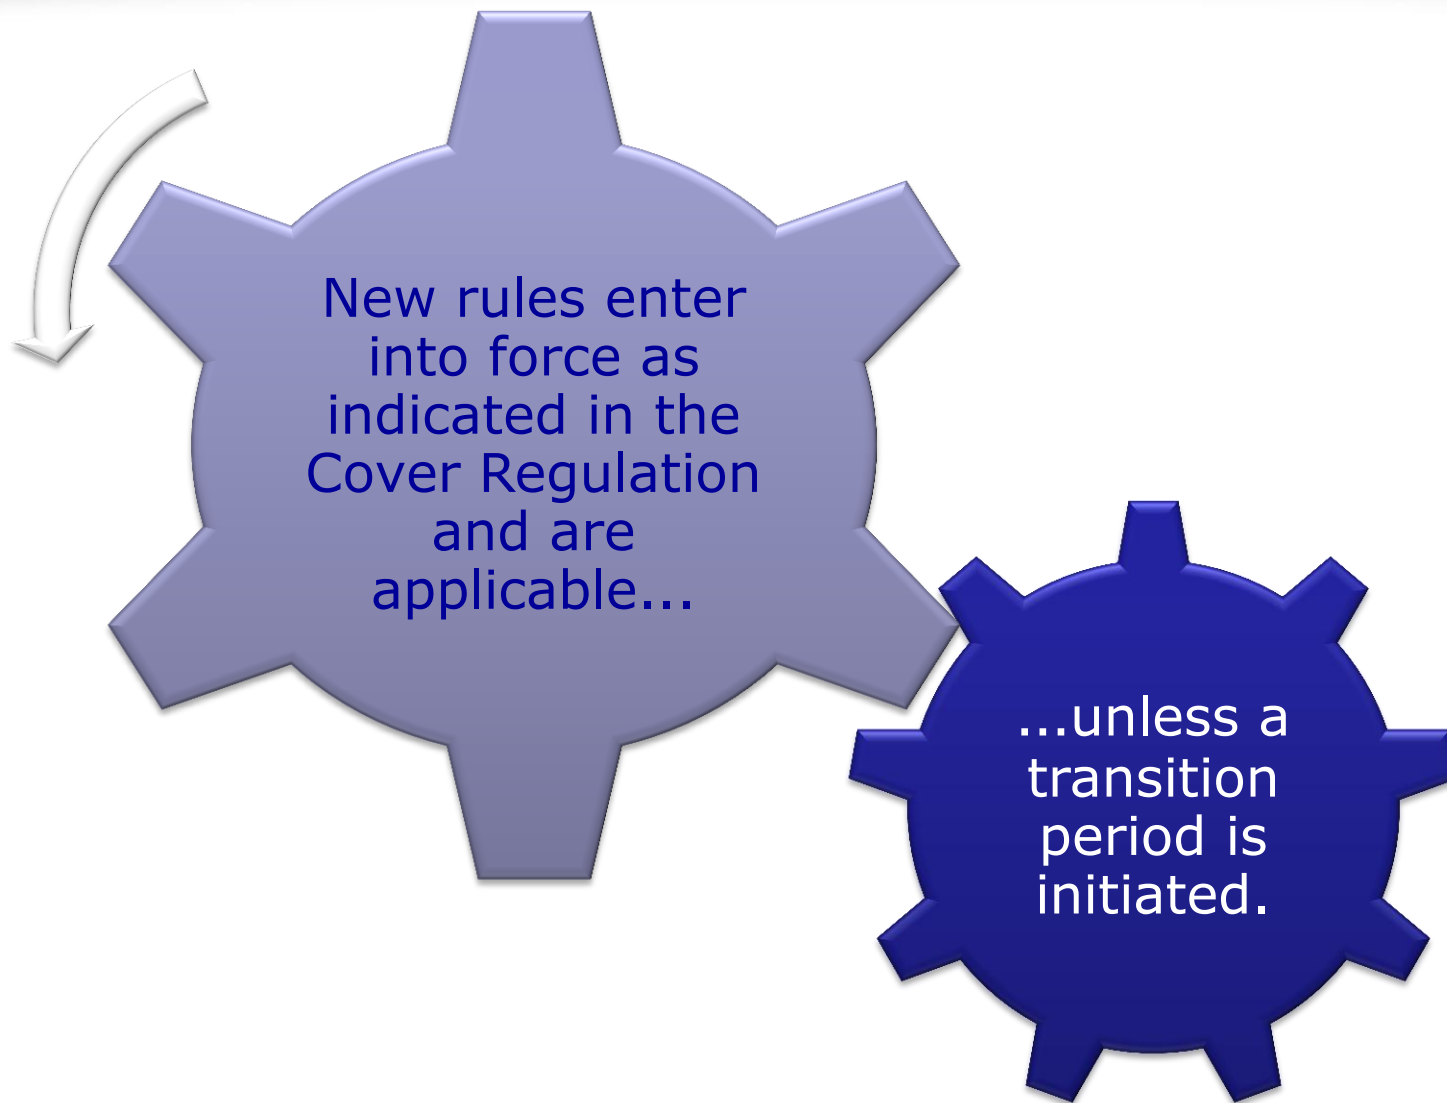 New rules enter
into force as
indicated in the
Cover Regulation
and are
applicable...
...unless a
transition
period is
initiated.